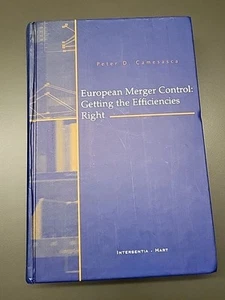 Peter D. Camesasca
European Merger Control:
Getting the Efficiencies
Right
Intersentia - Hart